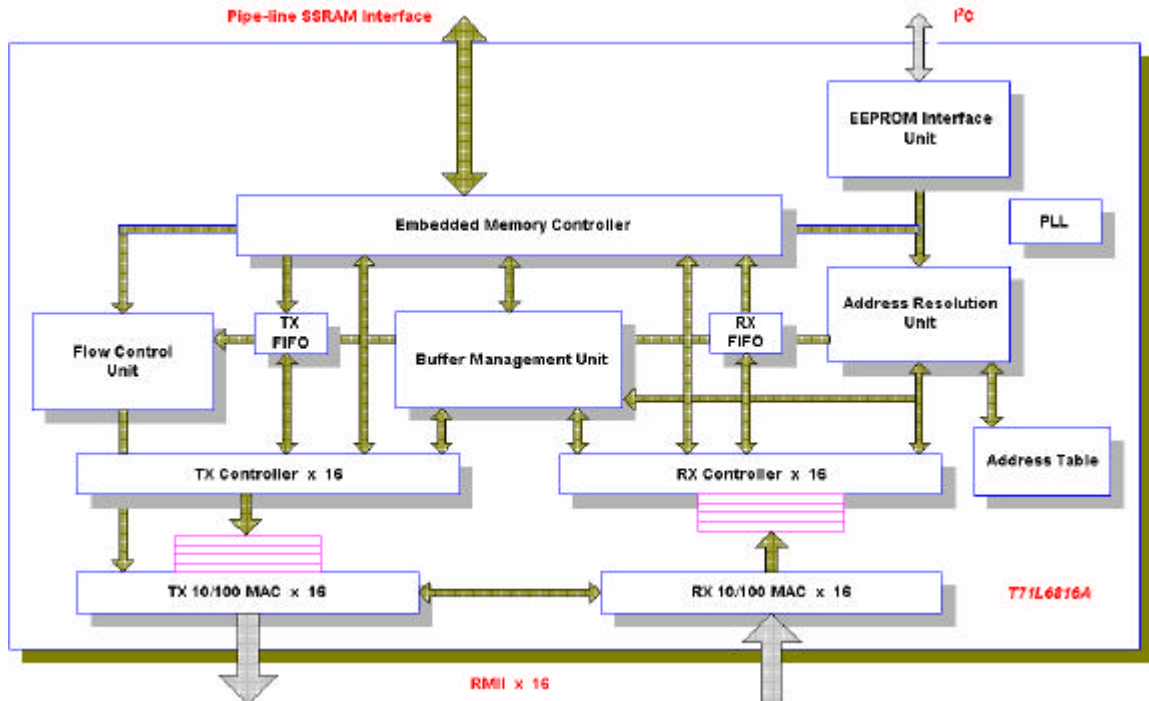 Pipe-line SSRAM Interface
I²C
EEPROM Interface
Unit
Embedded Memory Controller
PLL
Address Resolution
Unit
TX
FIFO
RX
FIFO
Flow Control
Unit
Buffer Management Unit
Address Table
TX Controller x 16
RX Controller x 16
TX 10/100 MAC x 16
RX 10/100 MAC x 16
T71L6816A
RMII x 16